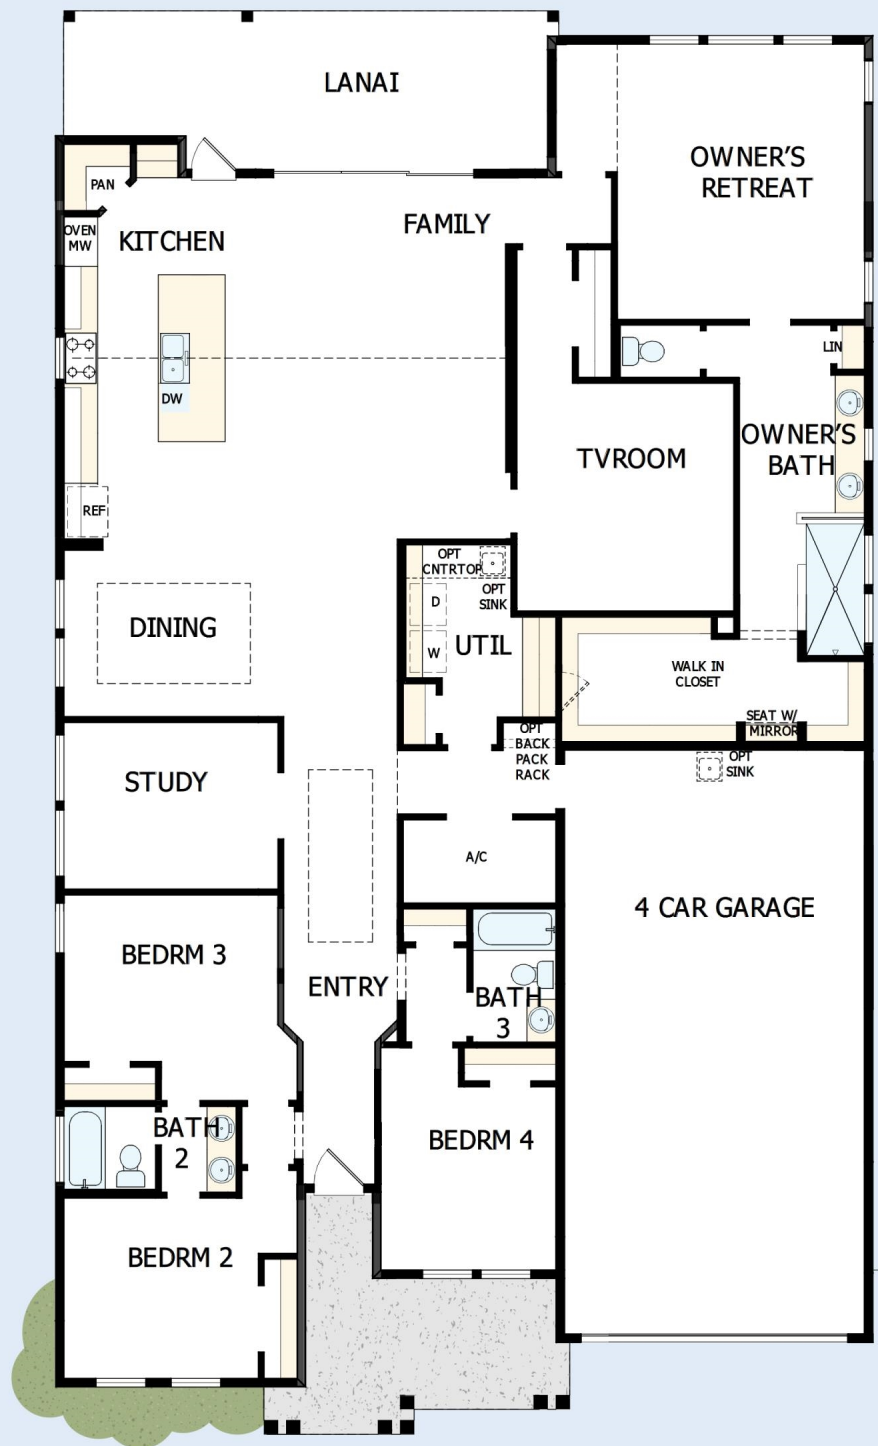 LANAI
OWNER'S
RETREAT
PAN
OVEN
MW
KITCHEN
FAMILY
LIN
DW
OWNER'S
BATH
TVROOM
REF
OPT
CNTRTOP
OPT
SINK
D
W
UTIL
DINING
WALK IN
CLOSET
SEAT W/
MIRROR
OPT
BACK
PACK
RACK
OPT
SINK
STUDY
A/C
4 CAR GARAGE
BEDRM 3
ENTRY
BATH
3
BATH
2
BEDRM 4
BEDRM 2